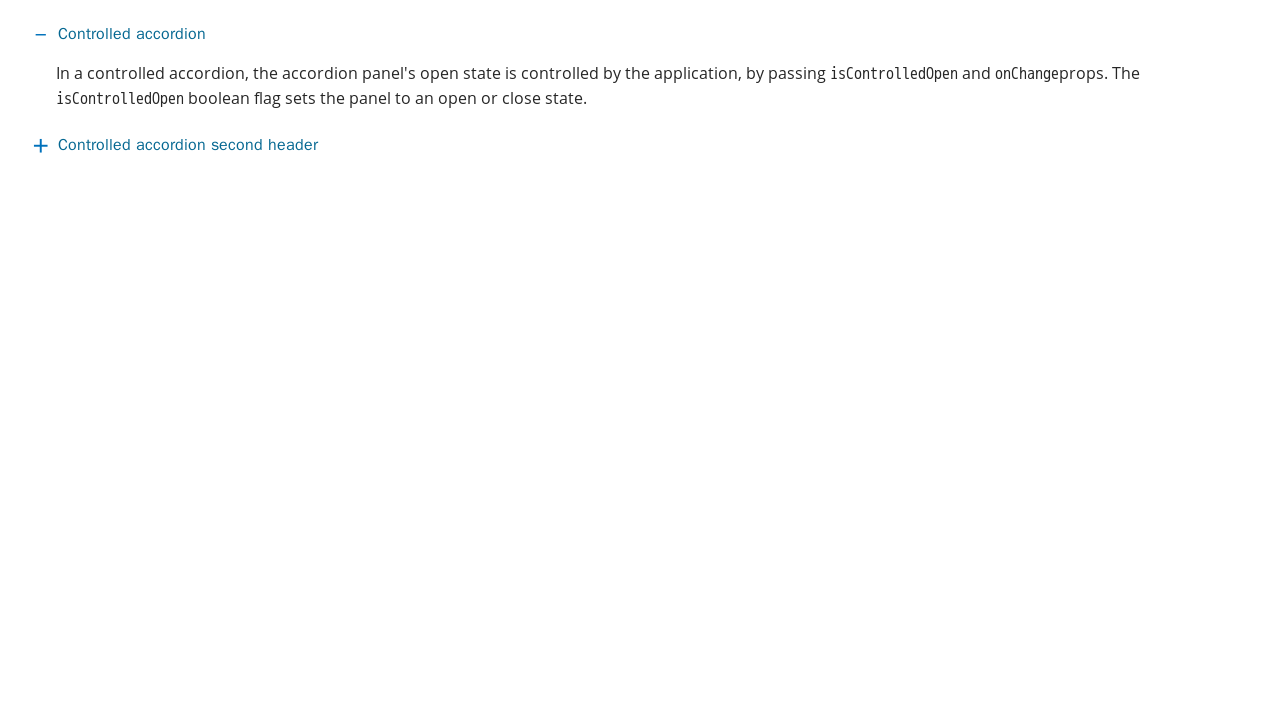 Controlled accordion
In a controlled accordion, the accordion panel's open state is controlled by the application, by passing isControlledOpen and onChangeprops. The
isControlledOpen boolean flag sets the panel to an open or close state.
Controlled accordion second header